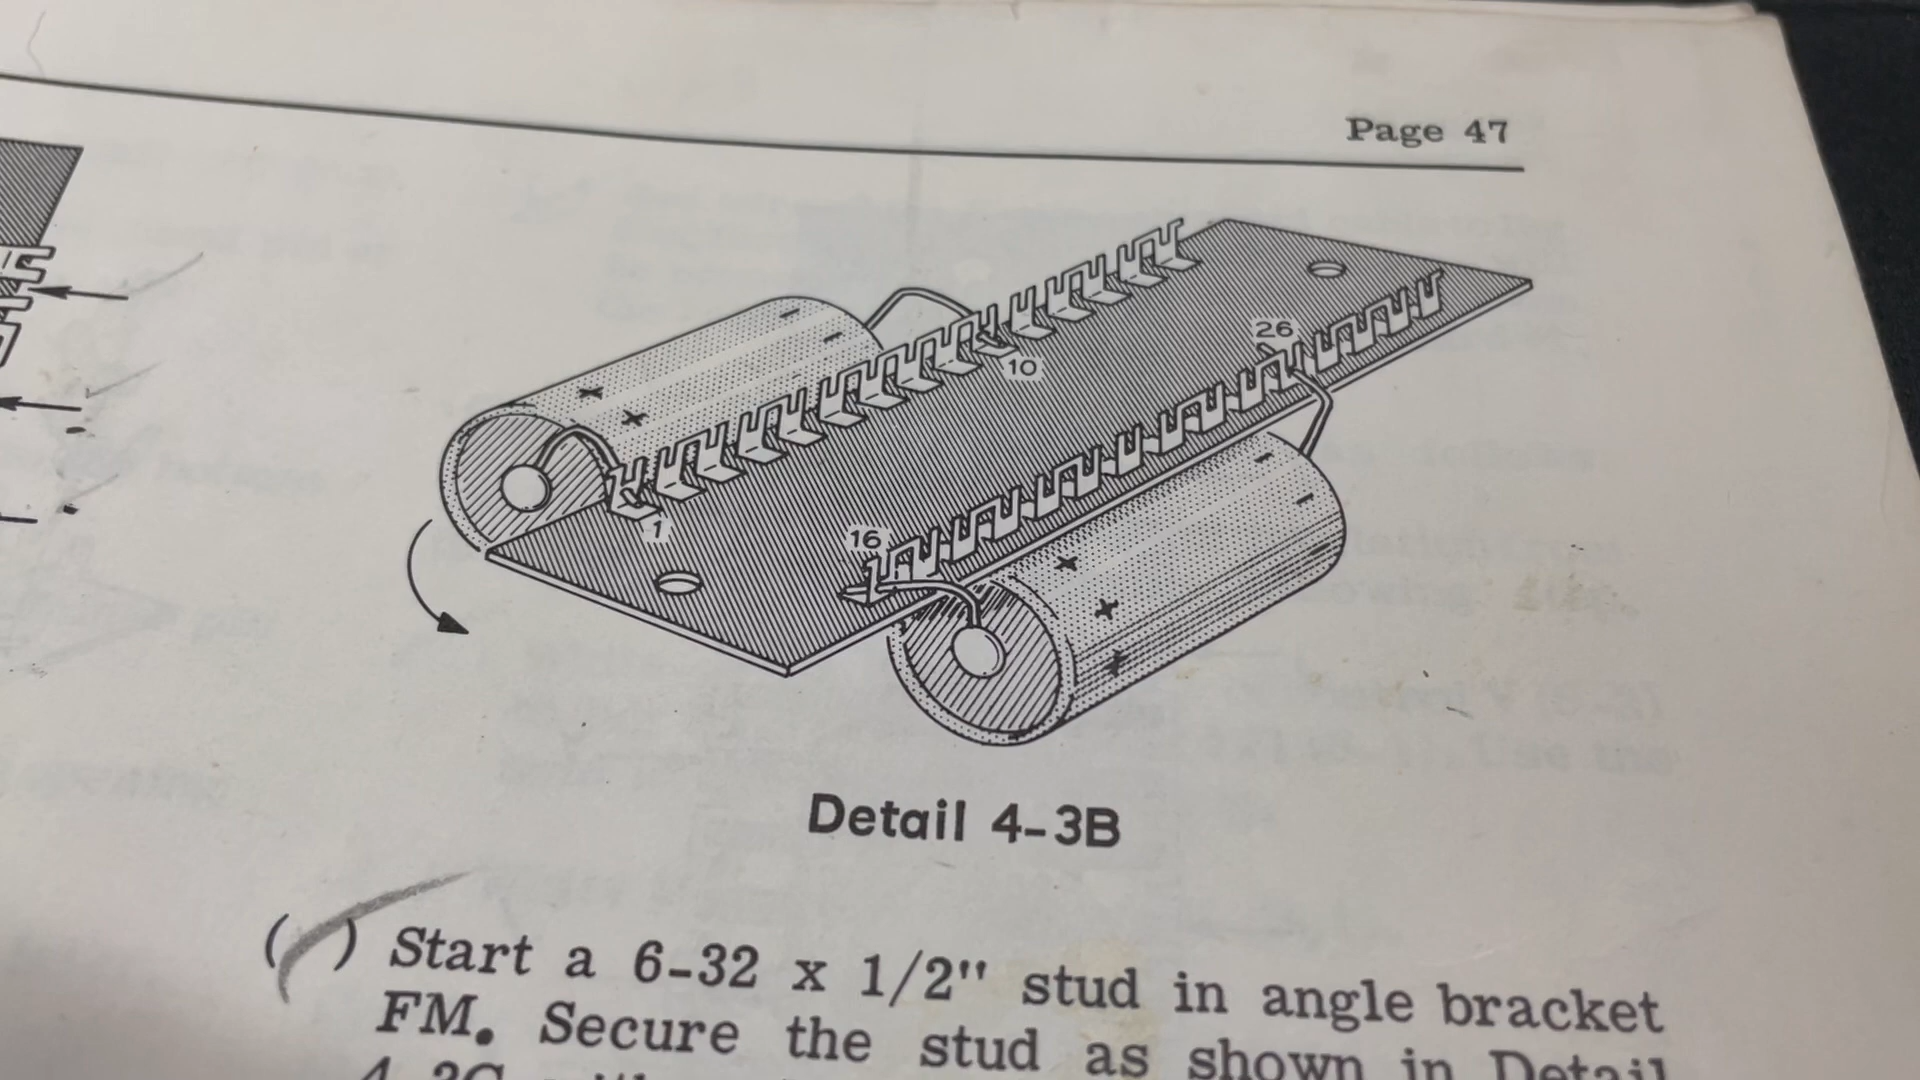 Page 47
26
10
1
16
Detail 4-3B
( ) Start a 6-32 x 1/2" stud in angle bracket
FM. Secure the stud as shown in Detail